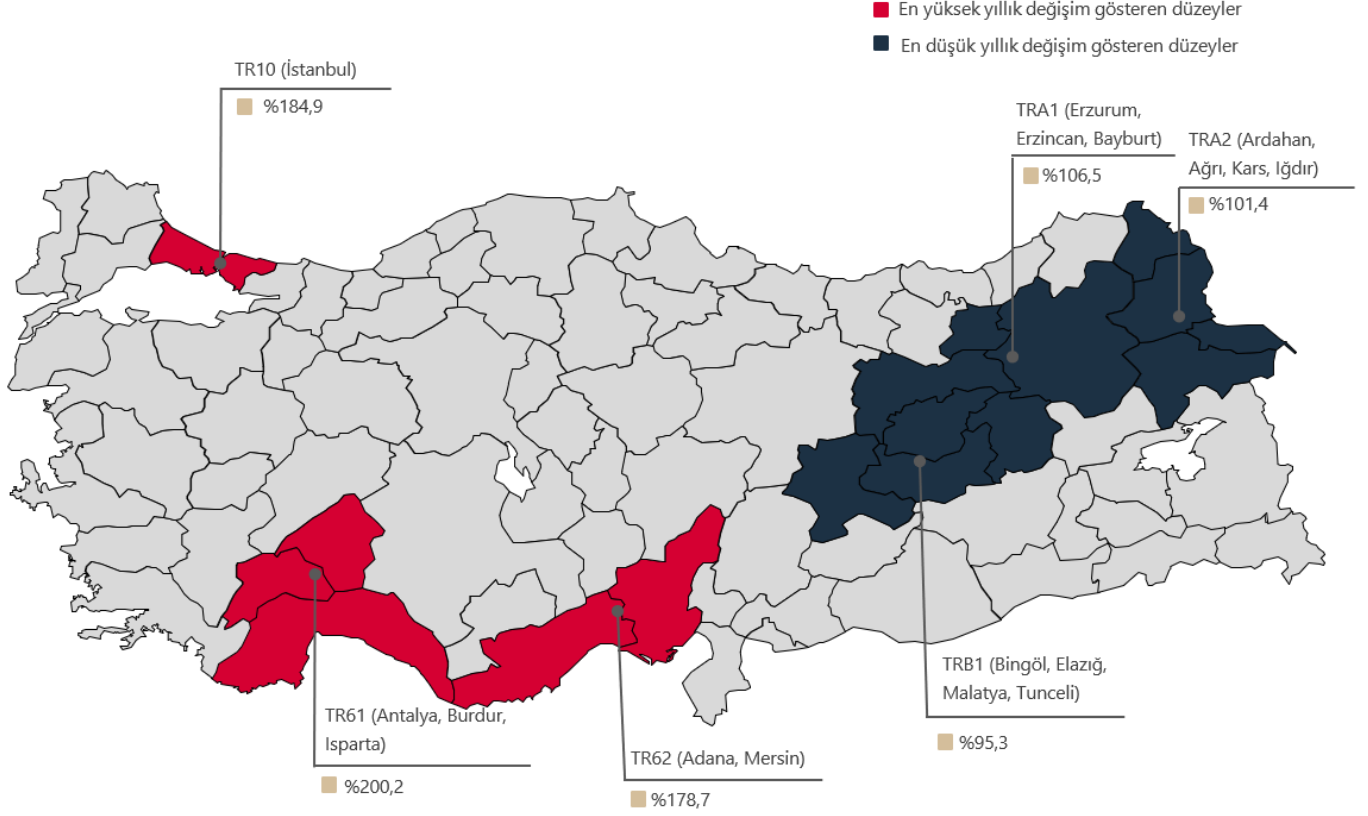 En yüksek yıllık değişim gösteren düzeyler
En düşük yıllık değişim gösteren düzeyler
TR10 (İstanbul)
%184,9
TRA1 (Erzurum,
Erzincan, Bayburt)
%106,5
TRA2 (Ardahan,
Ağrı, Kars, Iğdır)
%101,4
TRB1 (Bingöl, Elazığ,
Malatya, Tunceli)
%95,3
TR61 (Antalya, Burdur,
Isparta)
%200,2
TR62 (Adana, Mersin)
%178,7